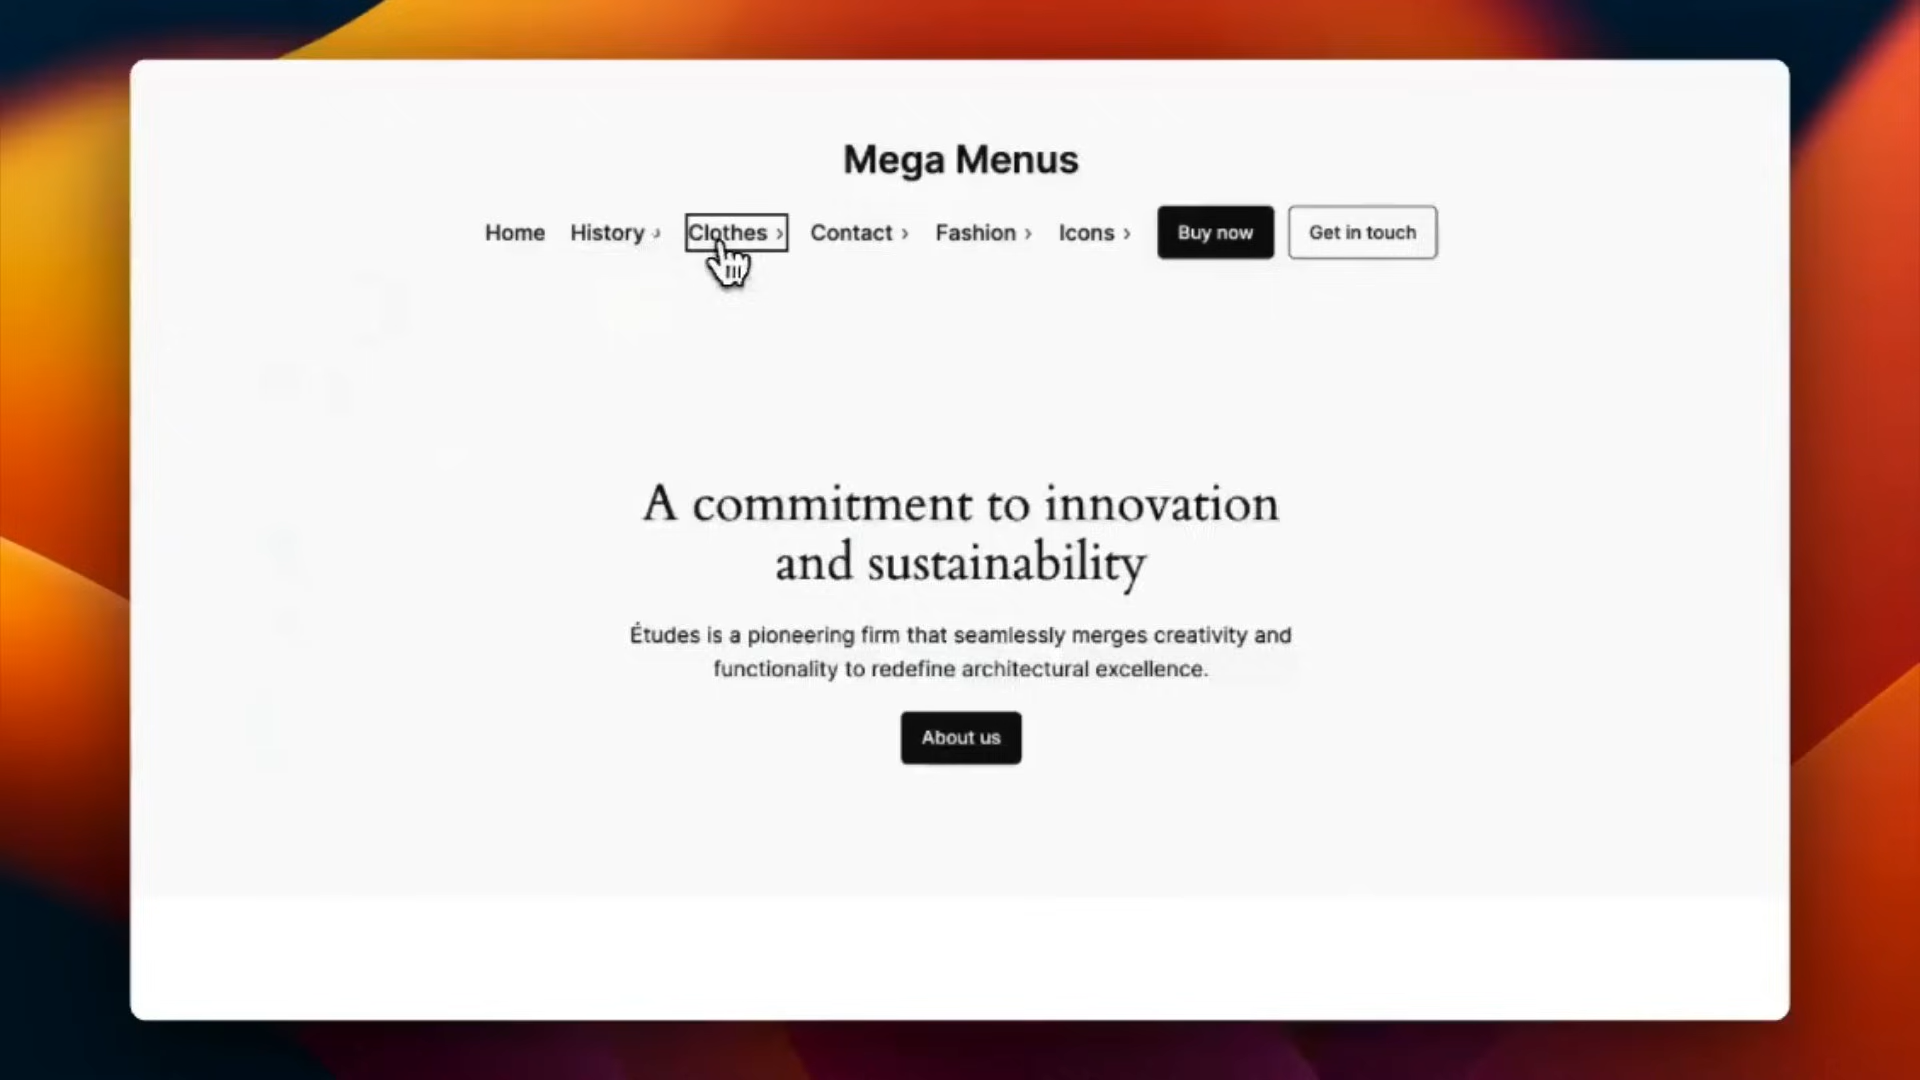 Mega Menus
Home History › Clothes › Contact › Fashion › Icons › Buy now Get in touch
A commitment to innovation
and sustainability
Études is a pioneering firm that seamlessly merges creativity and
functionality to redefine architectural excellence.
About us